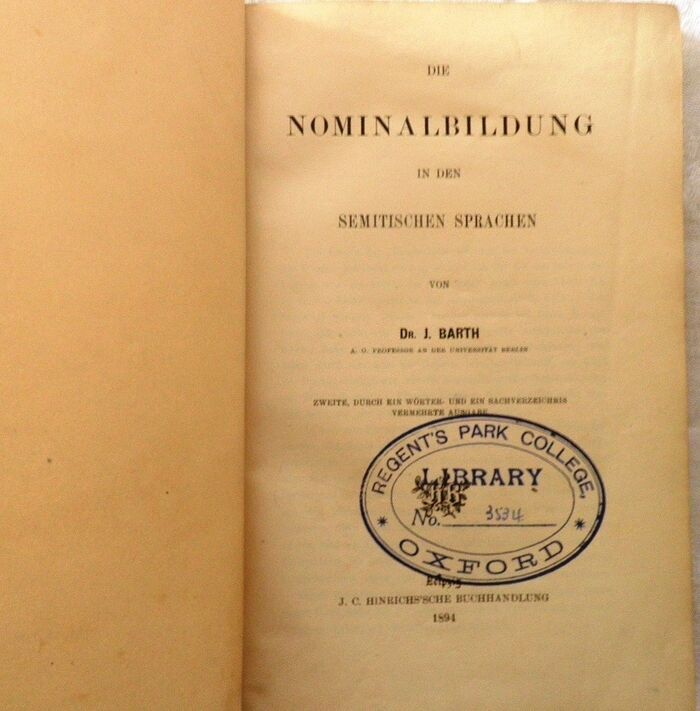 DIE
NOMINALBILDUNG
IN DEN
SEMITISCHEN SPRACHEN
VON
DR. J. BARTH
A. O. PROFESSOR AN DER UNIVERSITÄT BERLIN
ZWEITE, DURCH EIN WÖRTER- UND EIN SACHVERZEICHNIS
VERMEHRTE AUSGABE
REGENT'S PARK COLLEGE,
LIBRARY
No. 3534
OXFORD
Leipzig
J. C. HINRICHS'SCHE BUCHHANDLUNG
1894